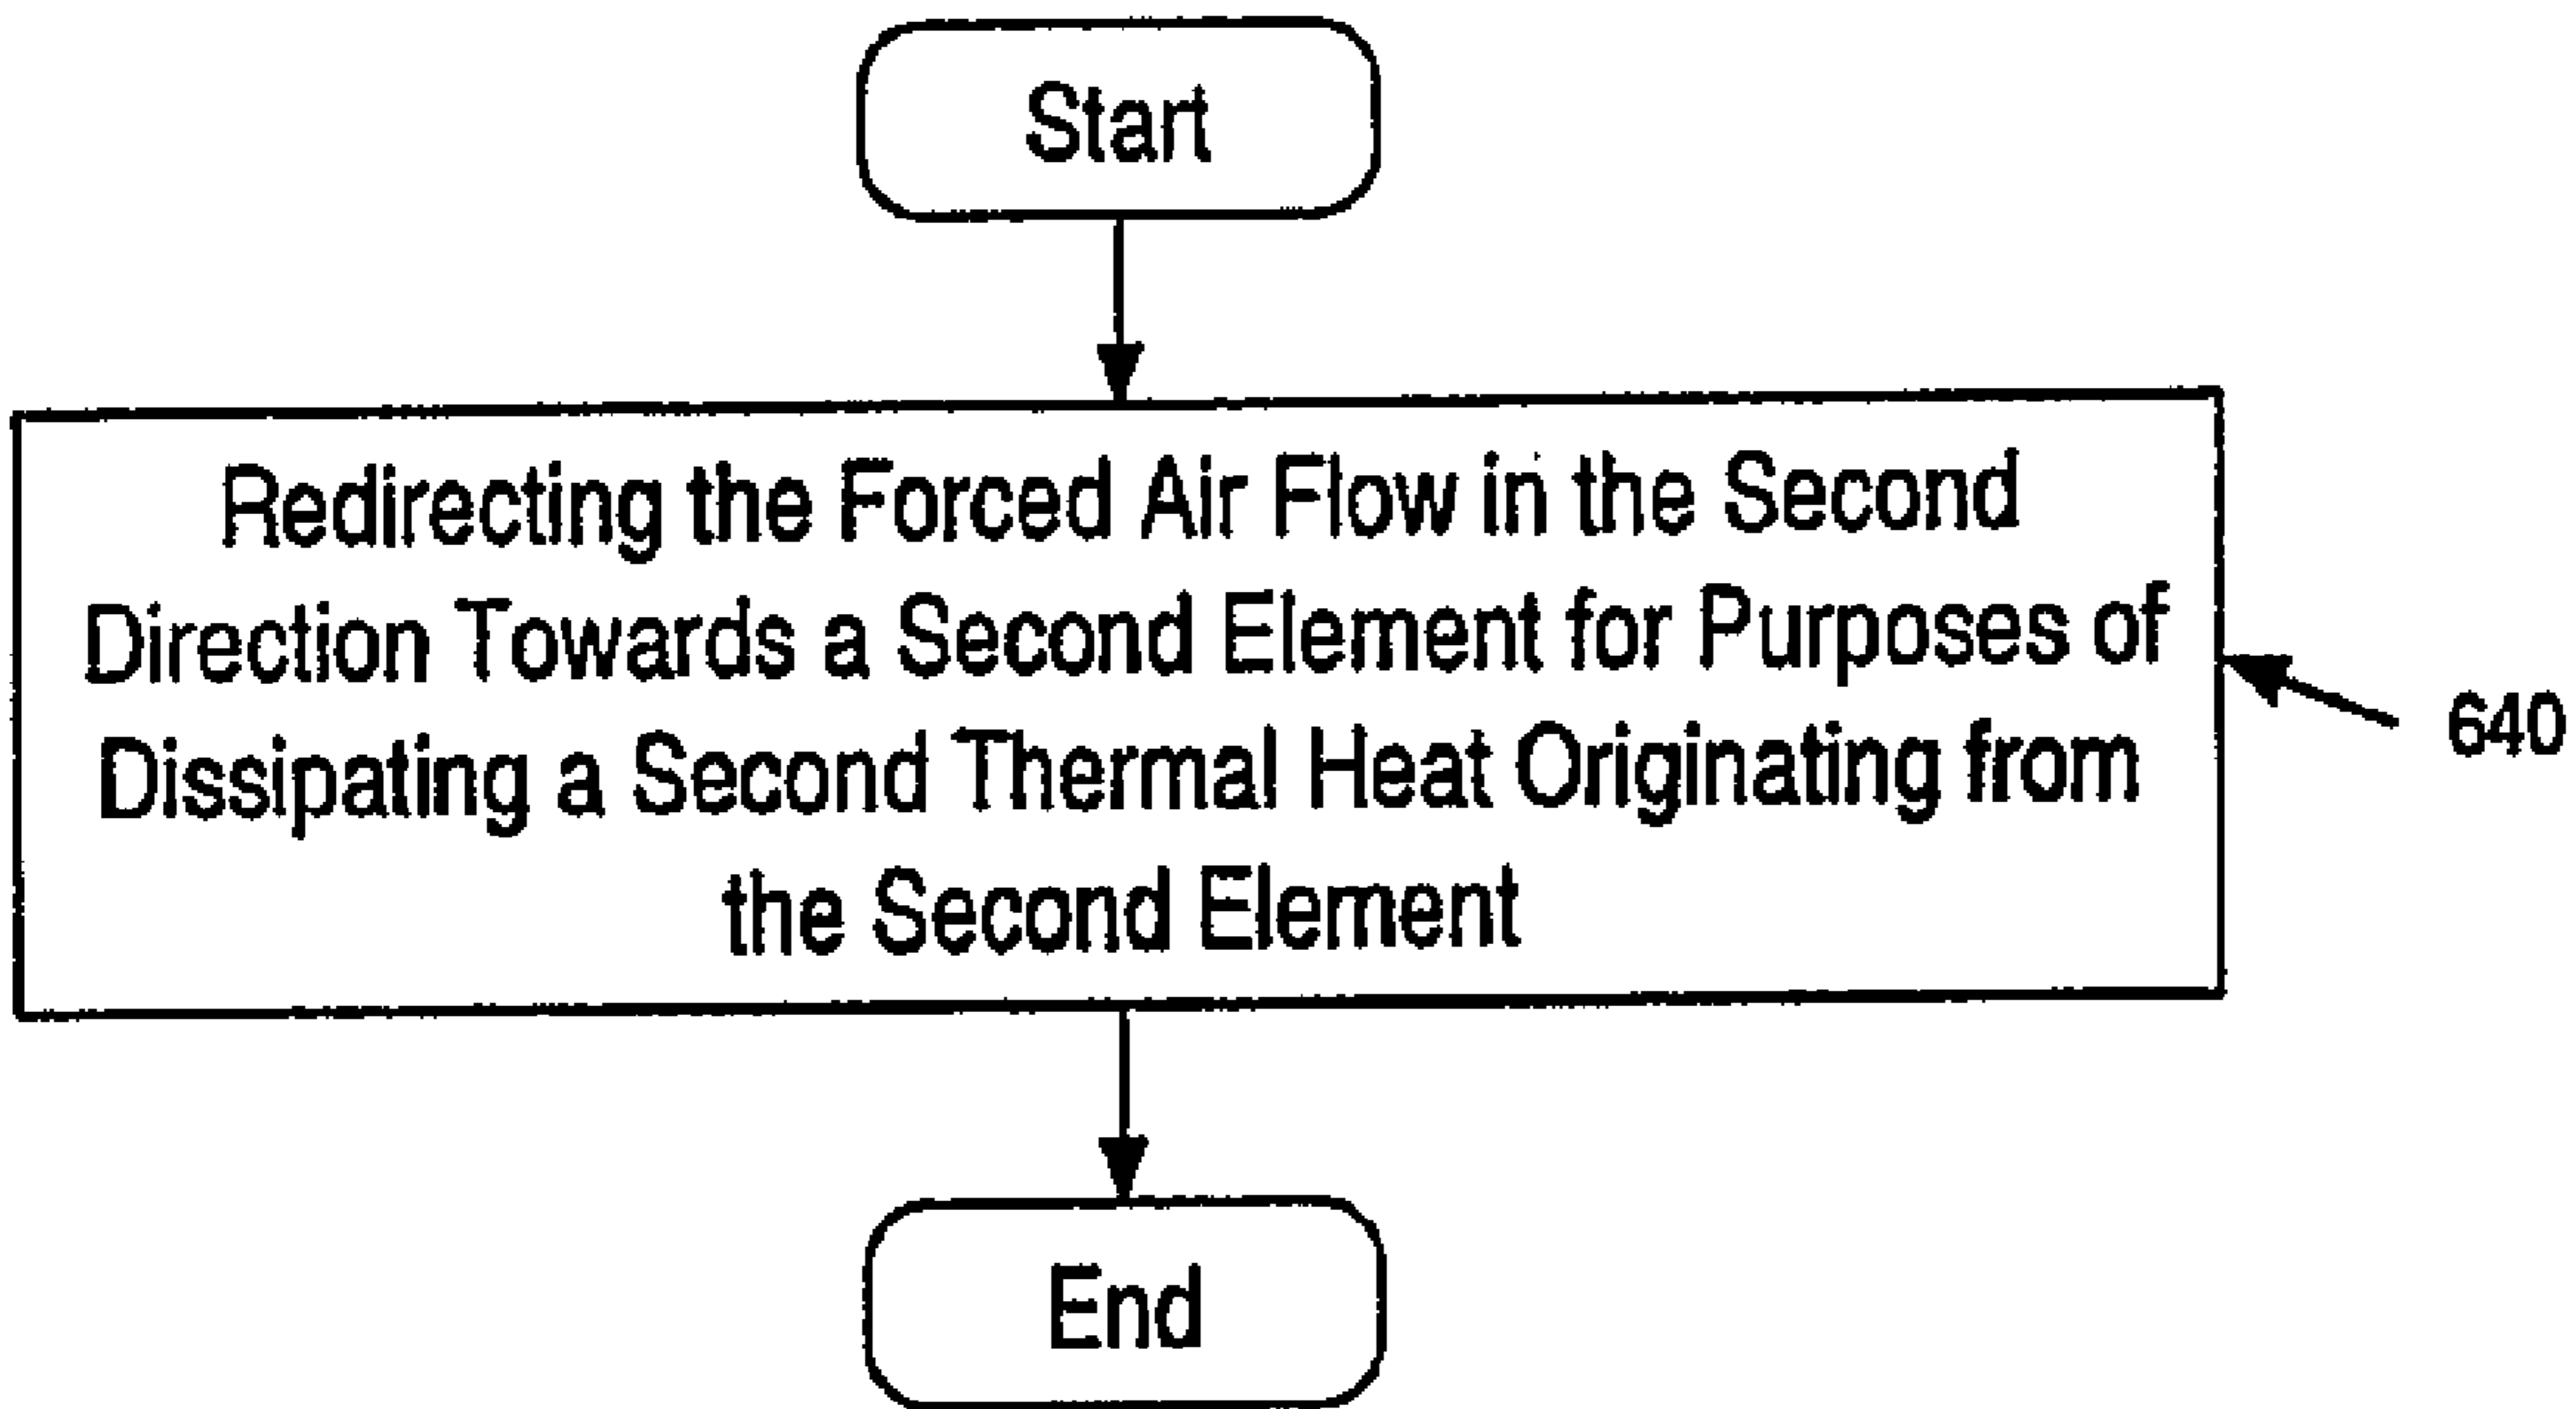 Start
Redirecting the Forced Air Flow in the Second
Direction Towards a Second Element for Purposes of
Dissipating a Second Thermal Heat Originating from
the Second Element
640
End